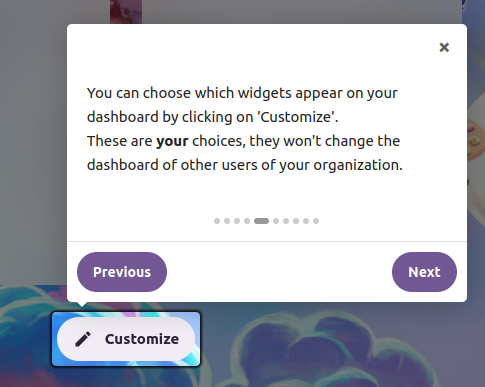 ×
You can choose which widgets appear on your
dashboard by clicking on 'Customize'.
These are your choices, they won't change the
dashboard of other users of your organization.
Previous
Next
Customize